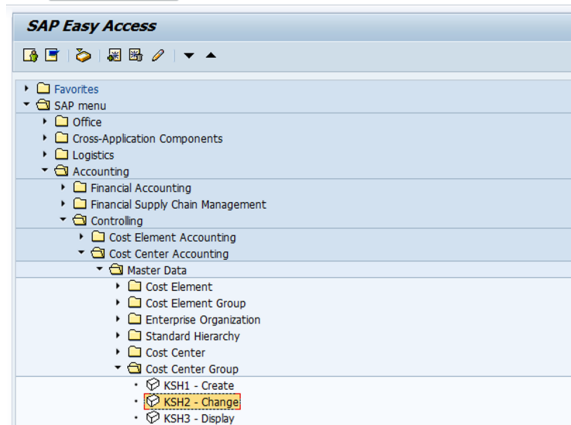 SAP Easy Access
Favorites
SAP menu
Office
Cross-Application Components
Logistics
Accounting
Financial Accounting
Financial Supply Chain Management
Controlling
Cost Element Accounting
Cost Center Accounting
Master Data
Cost Element
Cost Element Group
Enterprise Organization
Standard Hierarchy
Cost Center
Cost Center Group
KSH1 - Create
KSH2 - Change
KSH3 - Display